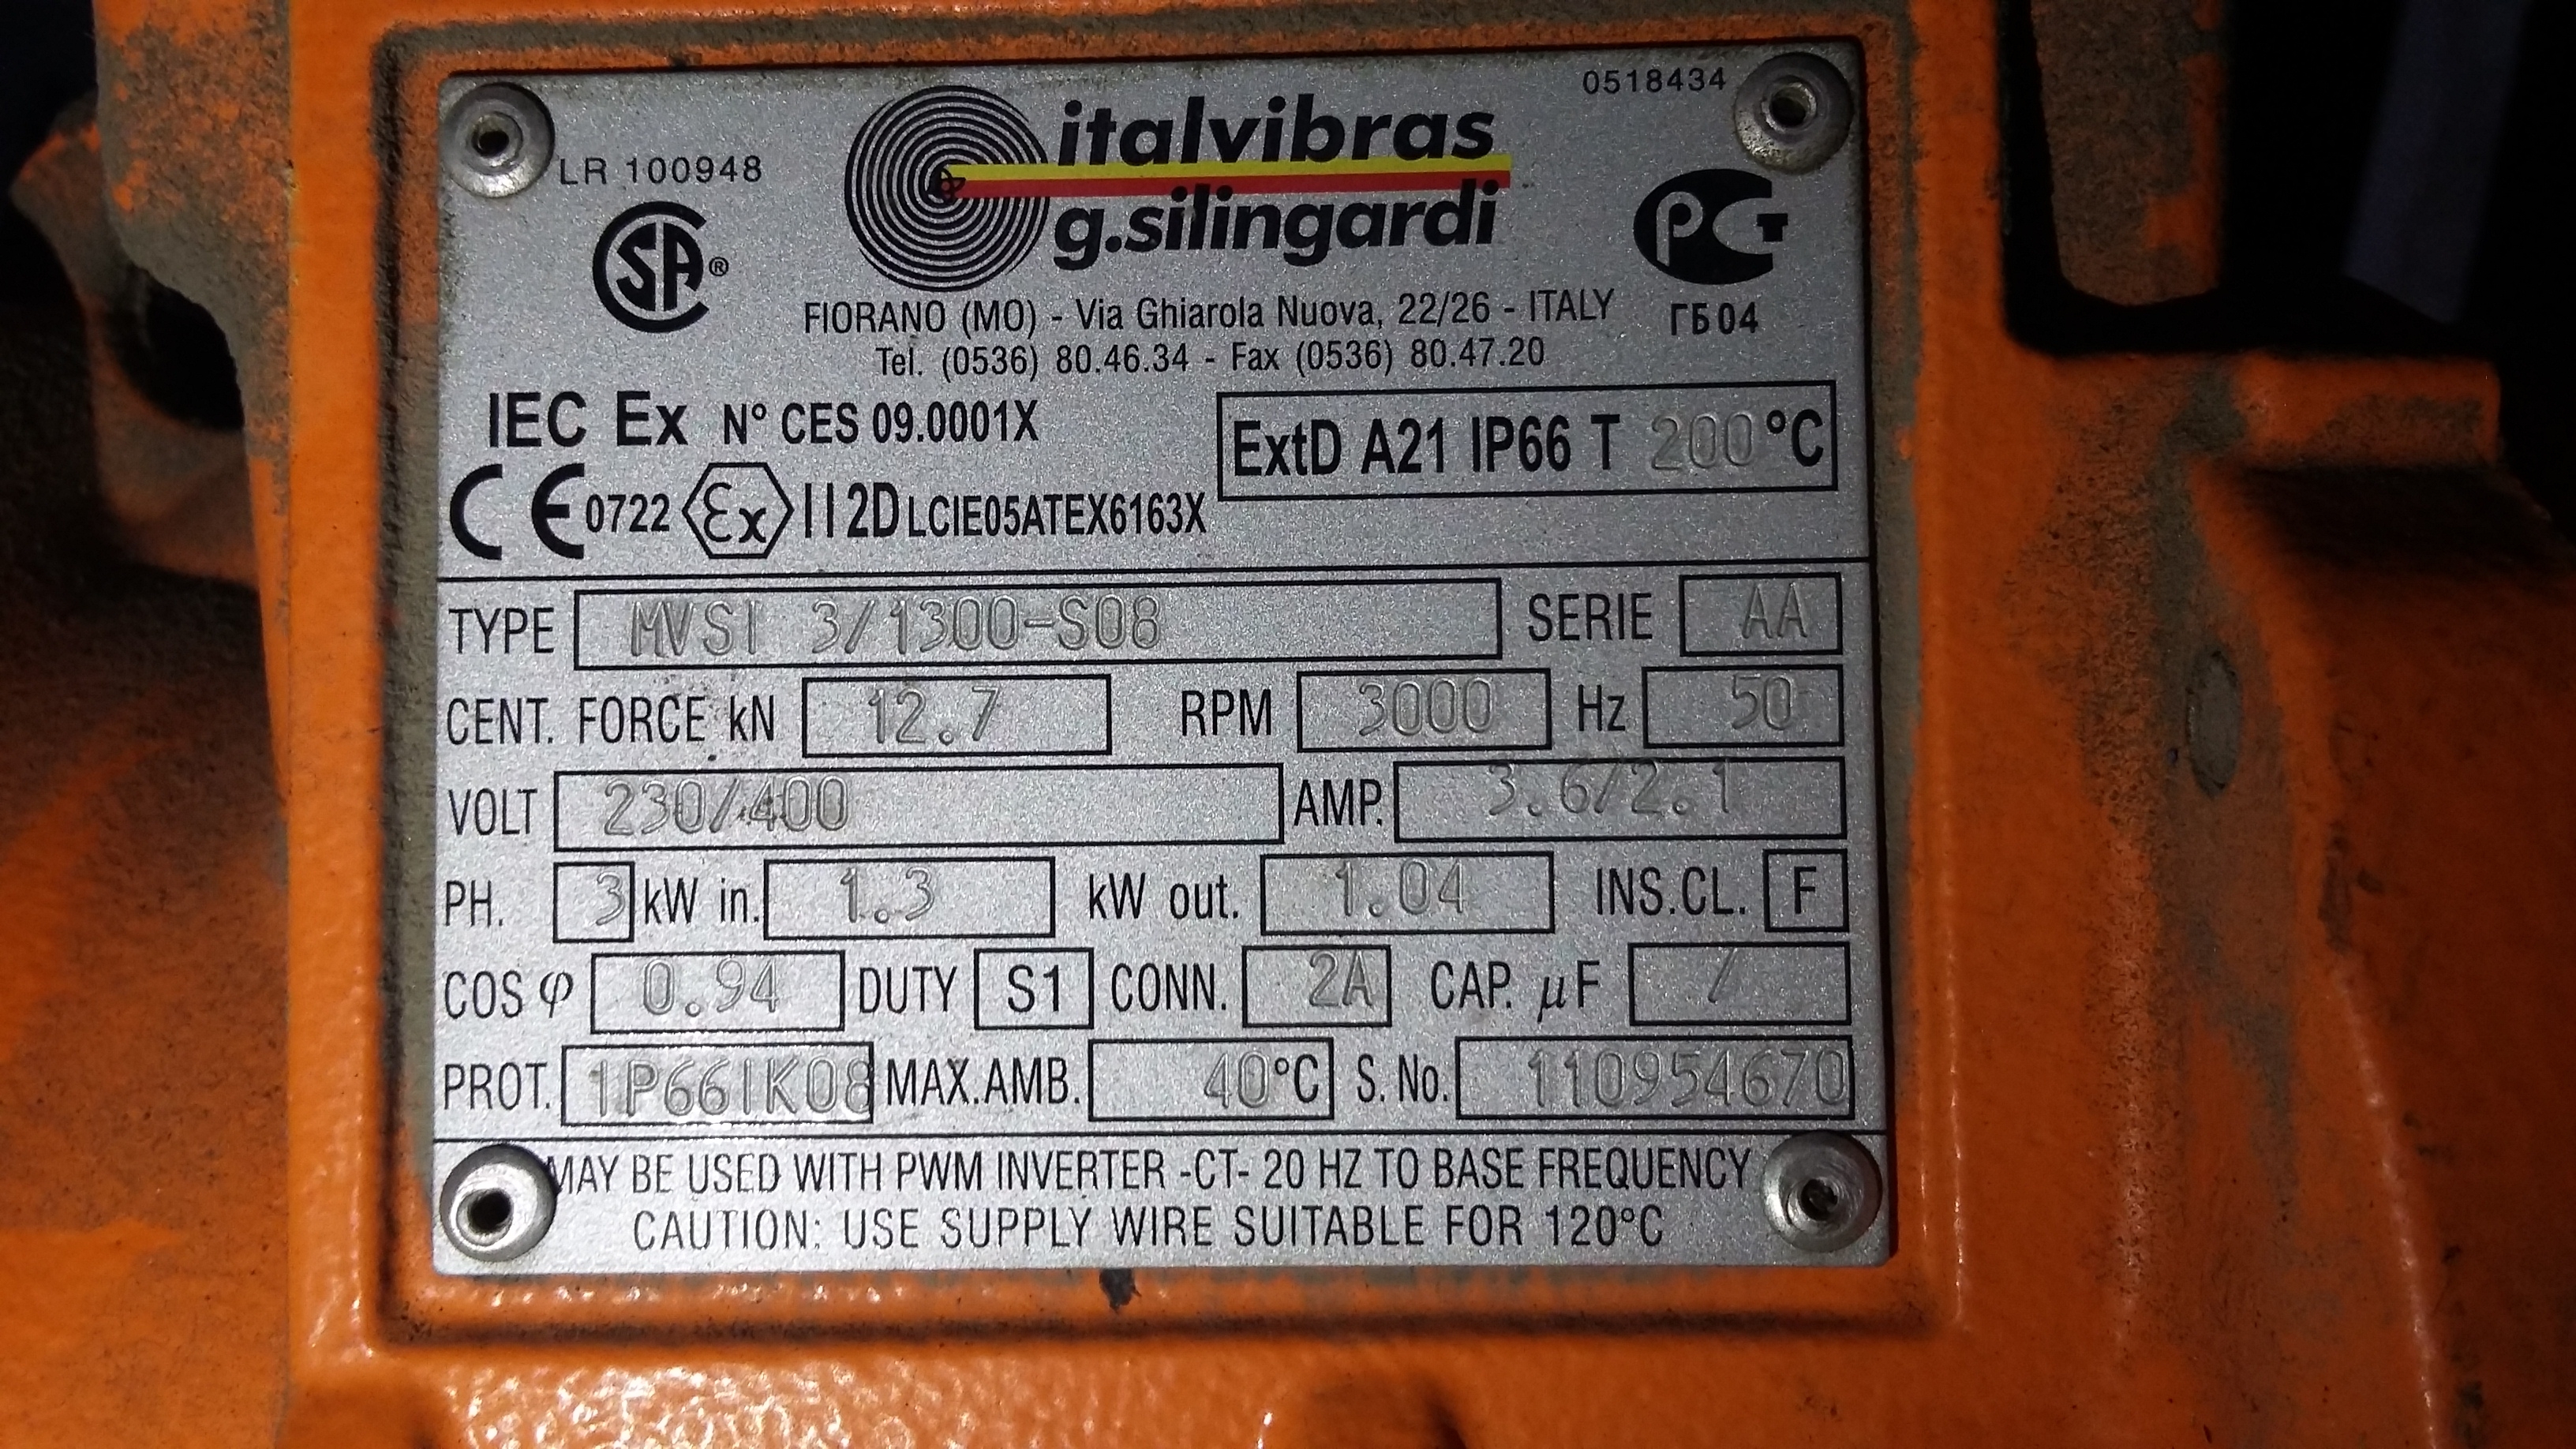 0518434
LR 100948
italvibras
g.silingardi
SA ®
РСТ
ГБ04
FIORANO (MO) - Via Ghiarola Nuova, 22/26 - ITALY
Tel. (0536) 80.46.34 - Fax (0536) 80.47.20
IEC Ex N° CES 09.0001X
ExtD A21 IP66 T 200 °C
CE 0722 Ex II 2D LCIE05ATEX6163X
TYPE MVSI 3/1300-S08 SERIE AA
CENT. FORCE kN 12.7 RPM 3000 Hz 50
VOLT 230/400 AMP. 3.6/2.1
PH. 3 kW in. 1.3 kW out. 1.04 INS.CL. F
COS φ 0.94 DUTY S1 CONN. 2A CAP. µF /
PROT. IP66IK08 MAX.AMB. 40°C S. No. 110954670
MAY BE USED WITH PWM INVERTER -CT- 20 HZ TO BASE FREQUENCY
CAUTION: USE SUPPLY WIRE SUITABLE FOR 120°C